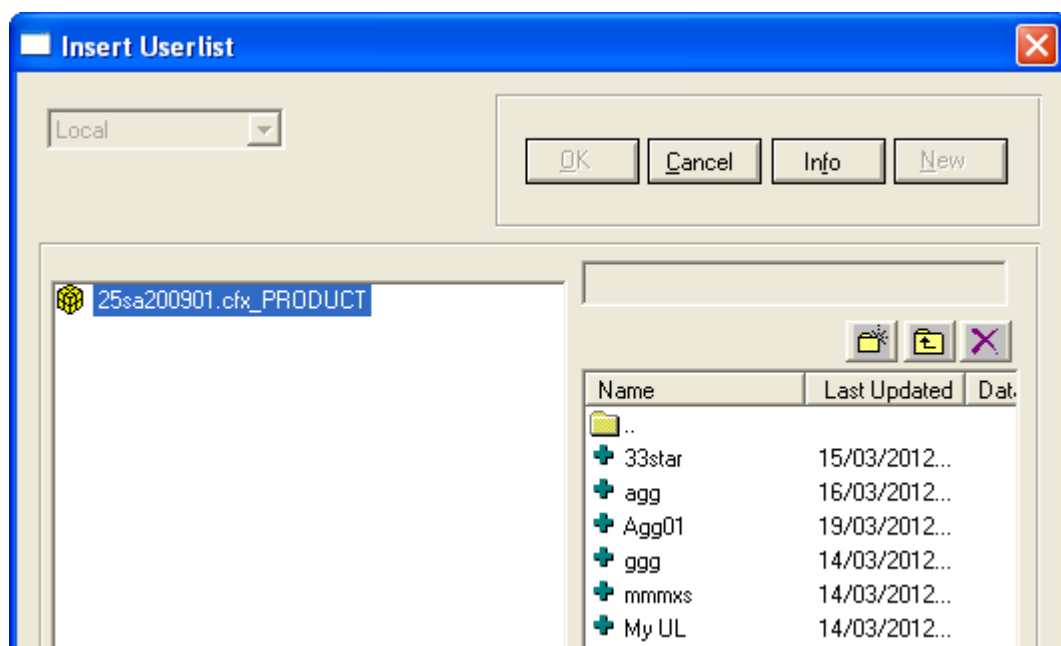 Insert Userlist
Local
OK Cancel Info New
25sa200901.cfx_PRODUCT
Name Last Updated Dat
..
33star 15/03/2012...
agg 16/03/2012...
Agg01 19/03/2012...
ggg 14/03/2012...
mmmxs 14/03/2012...
My UL 14/03/2012...